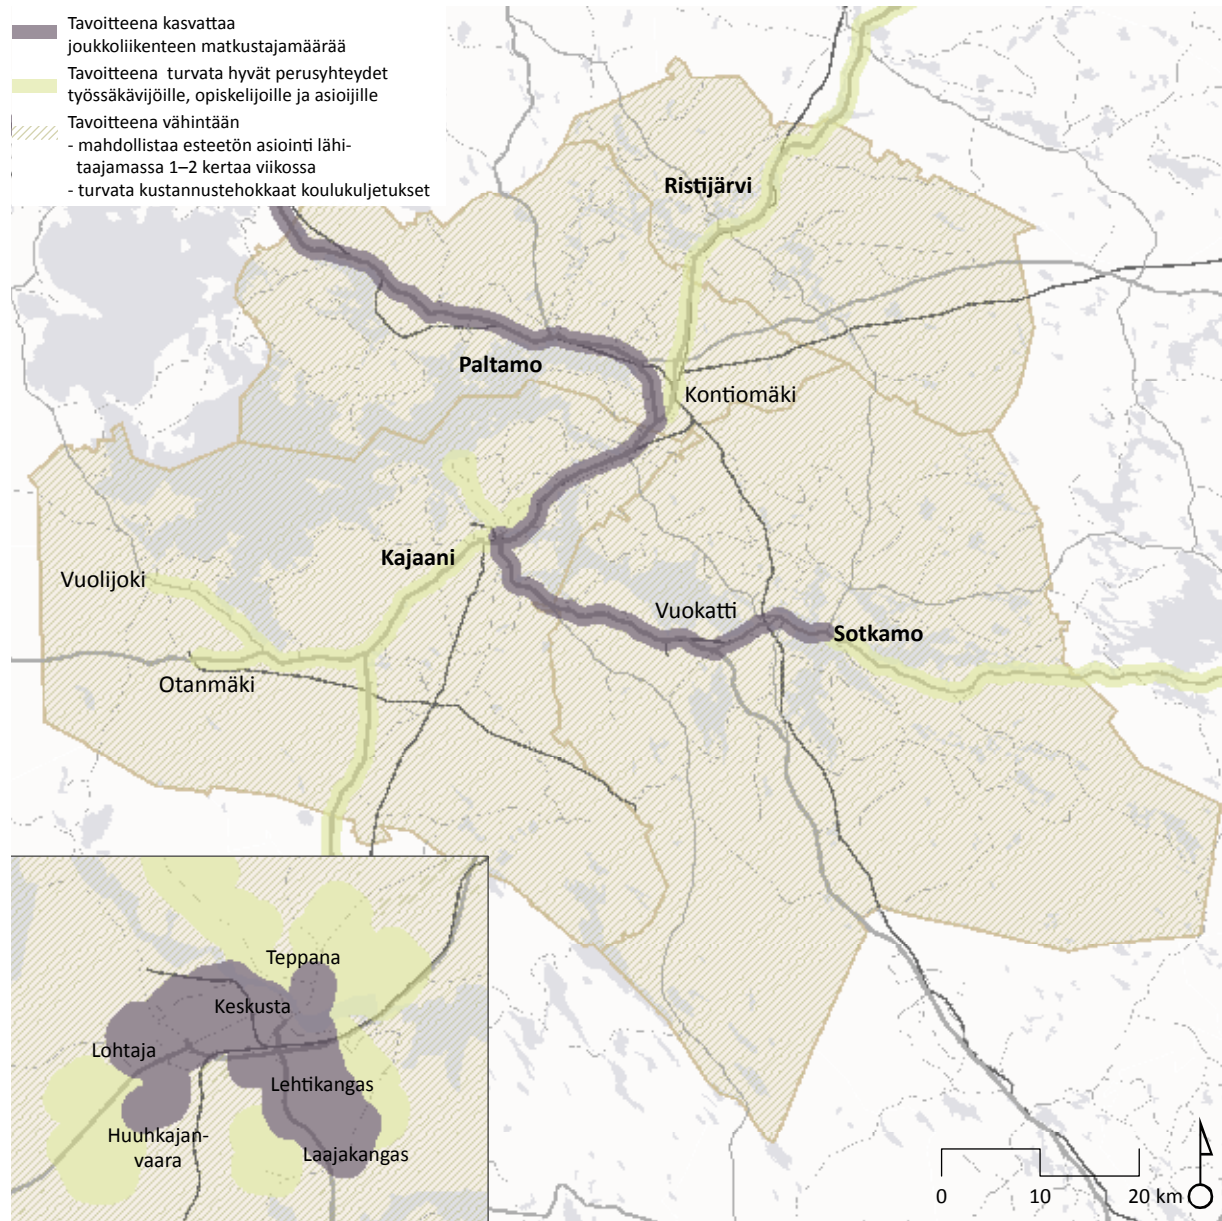 Tavoitteena kasvattaa
joukkoliikenteen matkustajamäärää
Tavoitteena turvata hyvät perusyhteydet
työssäkävijöille, opiskelijoille ja asioijille
Tavoitteena vähintään
- mahdollistaa esteetön asiointi lähi-
taajamassa 1–2 kertaa viikossa
- turvata kustannustehokkaat koulukuljetukset
Ristijärvi
Paltamo
Kontiomäki
Kajaani
Vuolijoki
Vuokatti
Sotkamo
Otanmäki
Teppana
Keskusta
Lohtaja
Lehtikangas
Huuhkajan-
vaara
Laajakangas
0 10 20 km